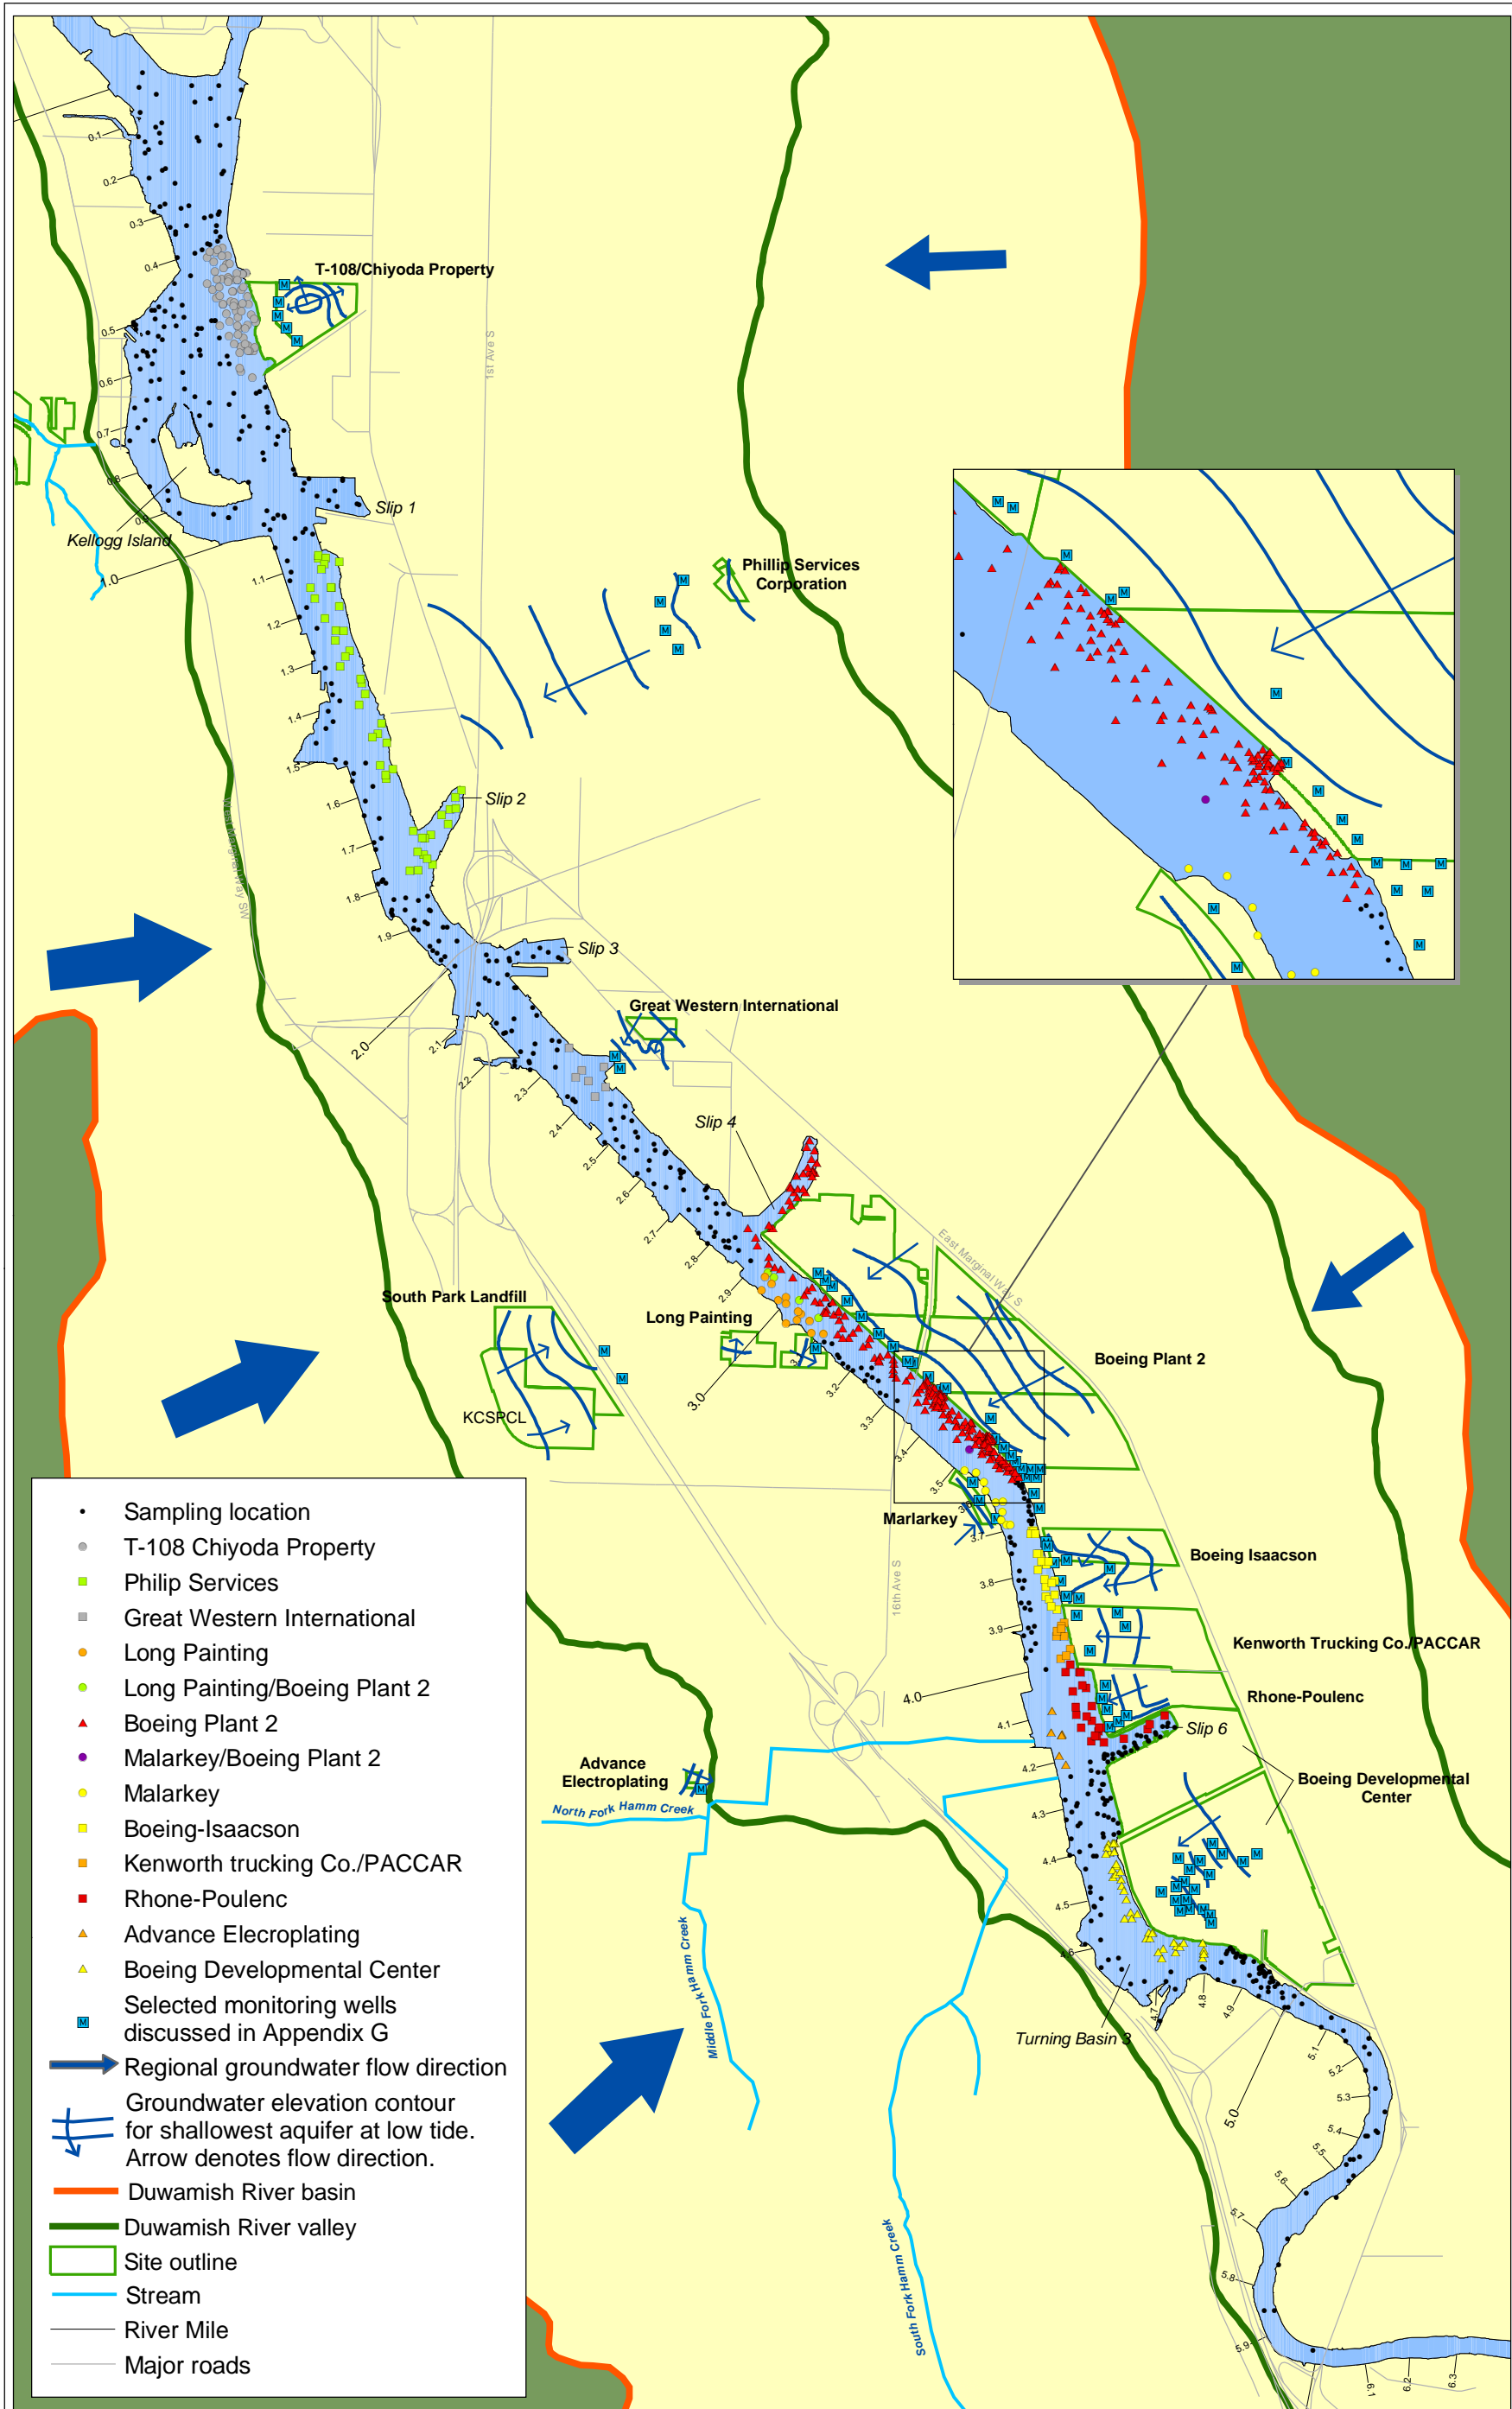 0.1
0.2
0.3
0.4
T-108/Chiyoda Property
0.5
1st Ave S
0.6
0.7
0.8
Slip 1
0.9
Kellogg Island
1.0
Phillip Services
Corporation
1.1
1.2
1.3
1.4
1.5
Slip 2
1.6
1.7
West Marginal Way SW
1.8
1.9
Slip 3
Great Western International
2.0
2.1
2.2
2.3
2.4
Slip 4
2.5
2.6
2.7
2.8
East Marginal Way S
2.9
South Park Landfill
Long Painting
3.0
3.1
3.2
Boeing Plant 2
3.3
KCSPCL
3.4
3.5
3.6
Marlarkey
3.7
Boeing Isaacson
16th Ave S
3.8
3.9
Kenworth Trucking Co./PACCAR
4.0
Rhone-Poulenc
4.1
Slip 6
4.2
Advance
Electroplating
Boeing Developmental
Center
North Fork Hamm Creek
4.3
4.4
4.5
4.6
Middle Fork Hamm Creek
4.7
4.8
4.9
Turning Basin 3
5.0
5.1
5.2
5.3
5.4
5.5
5.6
5.7
South Fork Hamm Creek
5.8
5.9
6.1
6.2
6.3
Sampling location
T-108 Chiyoda Property
Philip Services
Great Western International
Long Painting
Long Painting/Boeing Plant 2
Boeing Plant 2
Malarkey/Boeing Plant 2
Malarkey
Boeing-Isaacson
Kenworth trucking Co./PACCAR
Rhone-Poulenc
Advance Elecroplating
Boeing Developmental Center
M
Selected monitoring wells
discussed in Appendix G
Regional groundwater flow direction
Groundwater elevation contour
for shallowest aquifer at low tide.
Arrow denotes flow direction.
Duwamish River basin
Duwamish River valley
Site outline
Stream
River Mile
Major roads